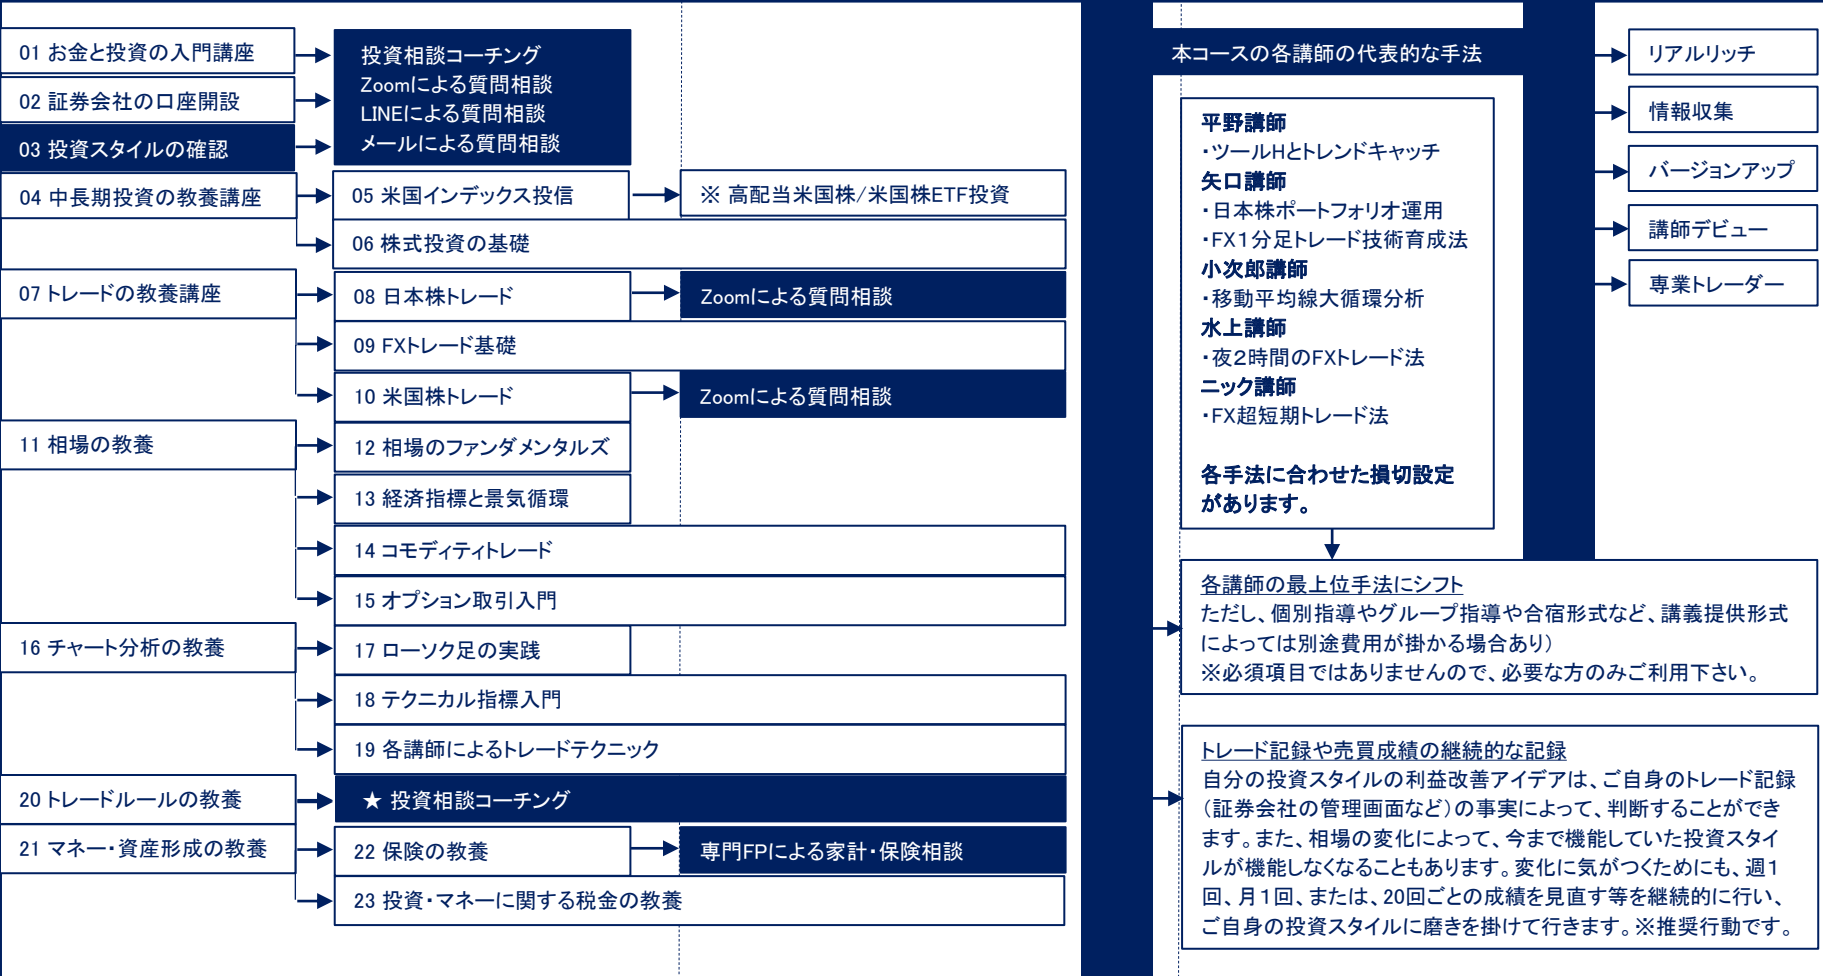 01 お金と投資の入門講座
02 証券会社の口座開設
03 投資スタイルの確認
投資相談コーチング
Zoomによる質問相談
LINEによる質問相談
メールによる質問相談
04 中長期投資の教養講座
05 米国インデックス投信
※ 高配当米国株/米国株ETF投資
06 株式投資の基礎
07 トレードの教養講座
08 日本株トレード
Zoomによる質問相談
09 FXトレード基礎
10 米国株トレード
Zoomによる質問相談
11 相場の教養
12 相場のファンダメンタルズ
13 経済指標と景気循環
14 コモディティトレード
15 オプション取引入門
16 チャート分析の教養
17 ローソク足の実践
18 テクニカル指標入門
19 各講師によるトレードテクニック
20 トレードルールの教養
★ 投資相談コーチング
21 マネー・資産形成の教養
22 保険の教養
専門FPによる家計・保険相談
23 投資・マネーに関する税金の教養
本コースの各講師の代表的な手法
平野講師
・ツールHとトレンドキャッチ
矢口講師
・日本株ポートフォリオ運用
・FX1分足トレード技術育成法
小次郎講師
・移動平均線大循環分析
水上講師
・夜2時間のFXトレード法
ニック講師
・FX超短期トレード法
各手法に合わせた損切設定
があります。
リアルリッチ
情報収集
バージョンアップ
講師デビュー
専業トレーダー
各講師の最上位手法にシフト
ただし、個別指導やグループ指導や合宿形式など、講義提供形式
によっては別途費用が掛かる場合あり）
※必須項目ではありませんので、必要な方のみご利用下さい。
トレード記録や売買成績の継続的な記録
自分の投資スタイルの利益改善アイデアは、ご自身のトレード記録
（証券会社の管理画面など）の事実によって、判断することができ
ます。また、相場の変化によって、今まで機能していた投資スタイ
ルが機能しなくなることもあります。変化に気がつくためにも、週1
回、月1回、または、20回ごとの成績を見直す等を継続的に行い、
ご自身の投資スタイルに磨きを掛けて行きます。※推奨行動です。